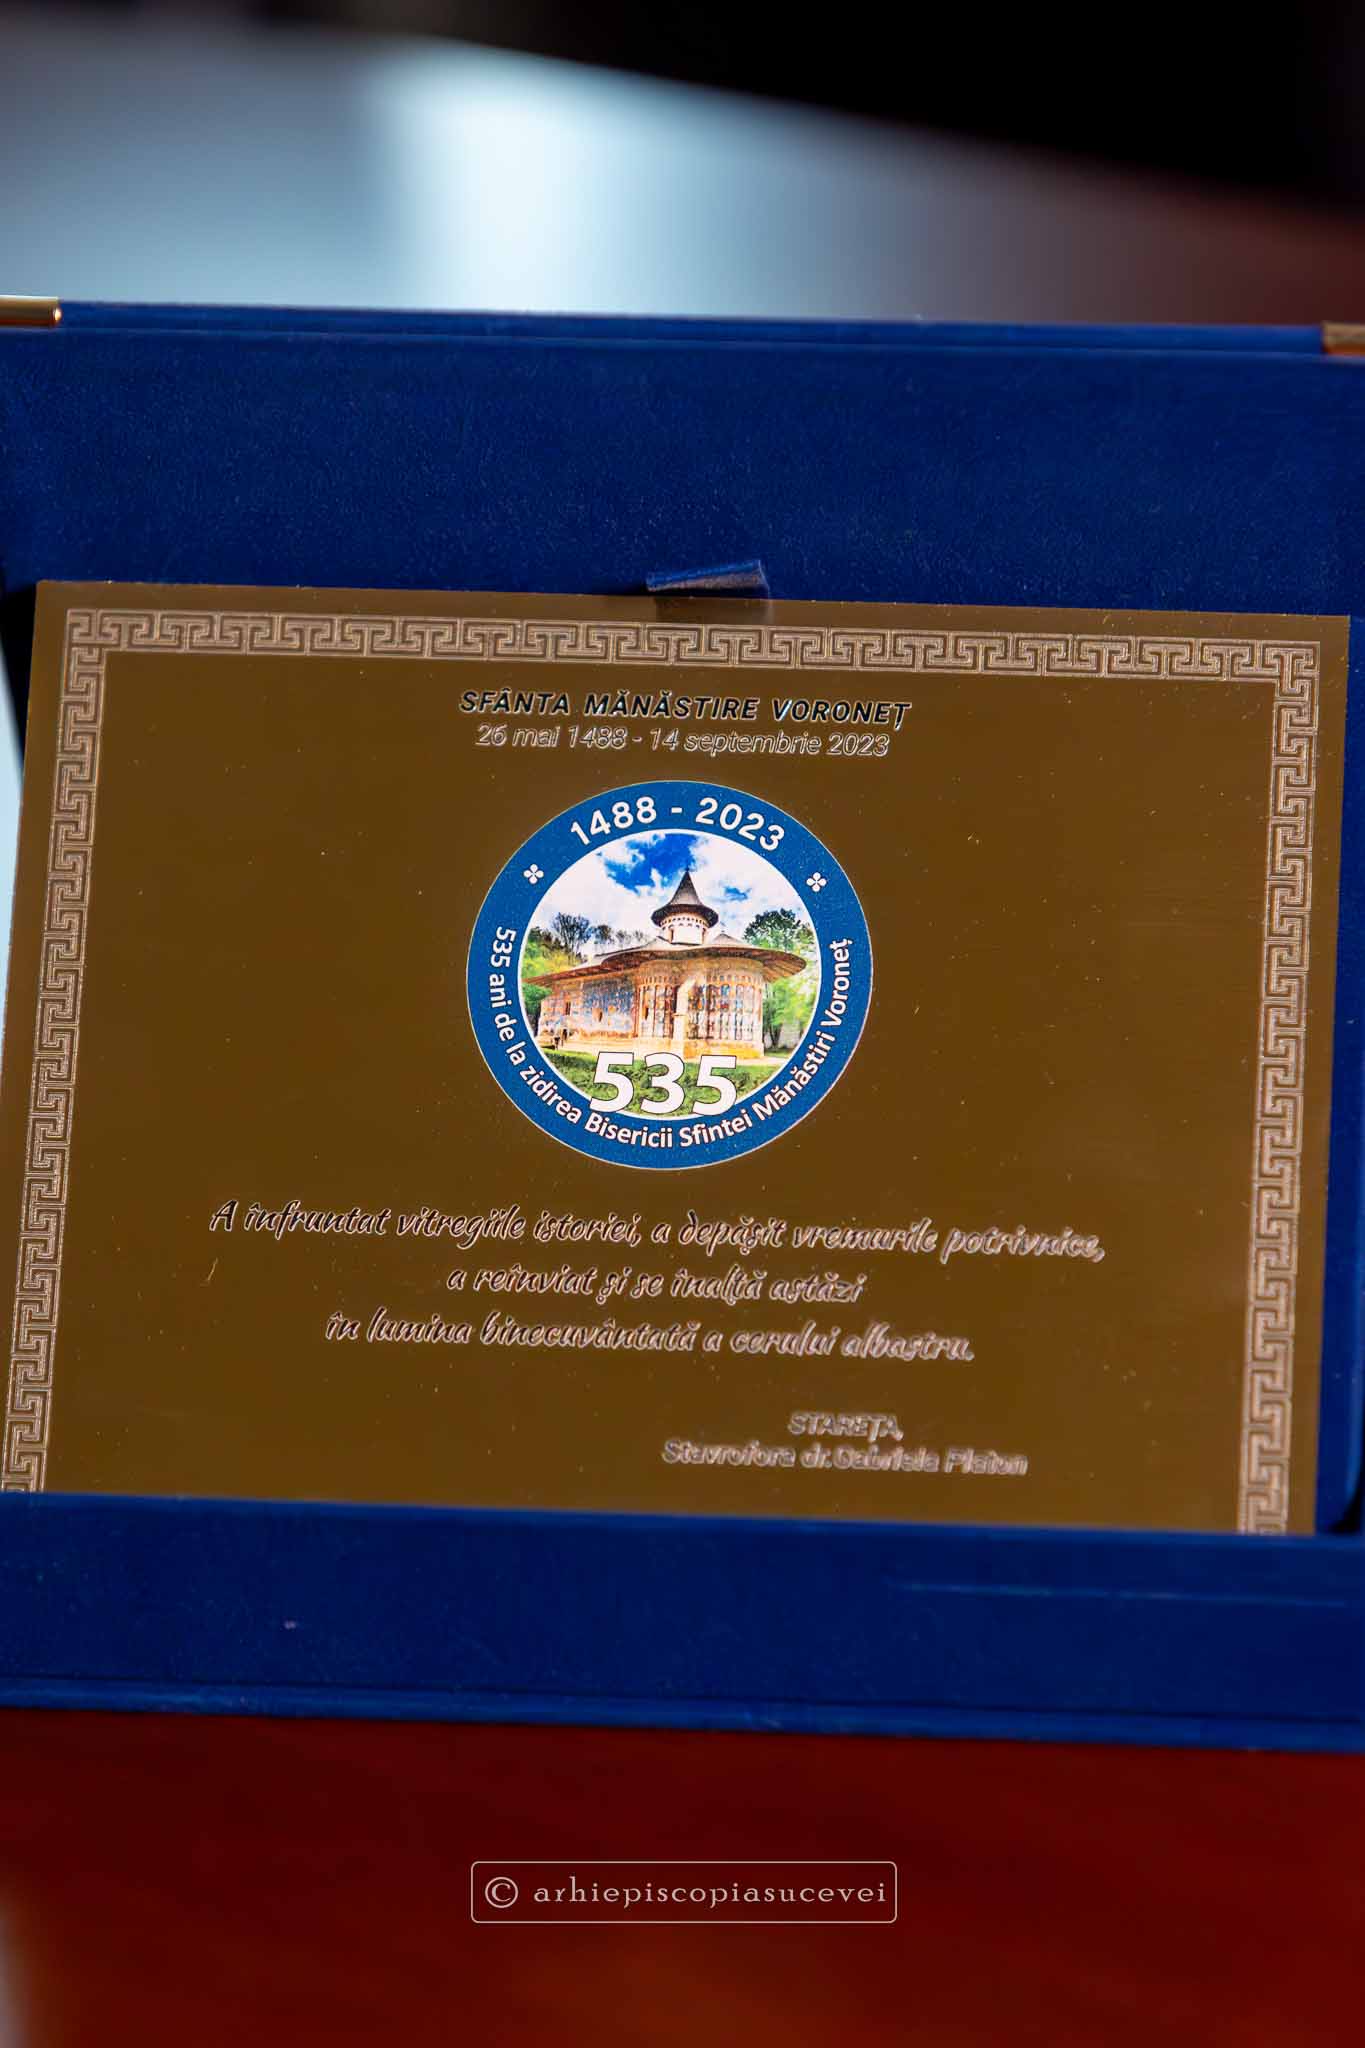 SFÂNTA MĂNĂSTIRE VORONEȚ
26 mai 1488 - 14 septembrie 2023
1488 - 2023
535 ani de la zidirea Bisericii Sfintei Mănăstiri Voroneț
535
A înfruntat vitregiile istoriei, a depășit vremurile potrivnice,
a reînviat și se înalță astăzi
în lumina binecuvântată a cerului albastru.
STAREȚA,
Stavrofora dr. Gabriela Platon
© arhiepiscopiasucevei